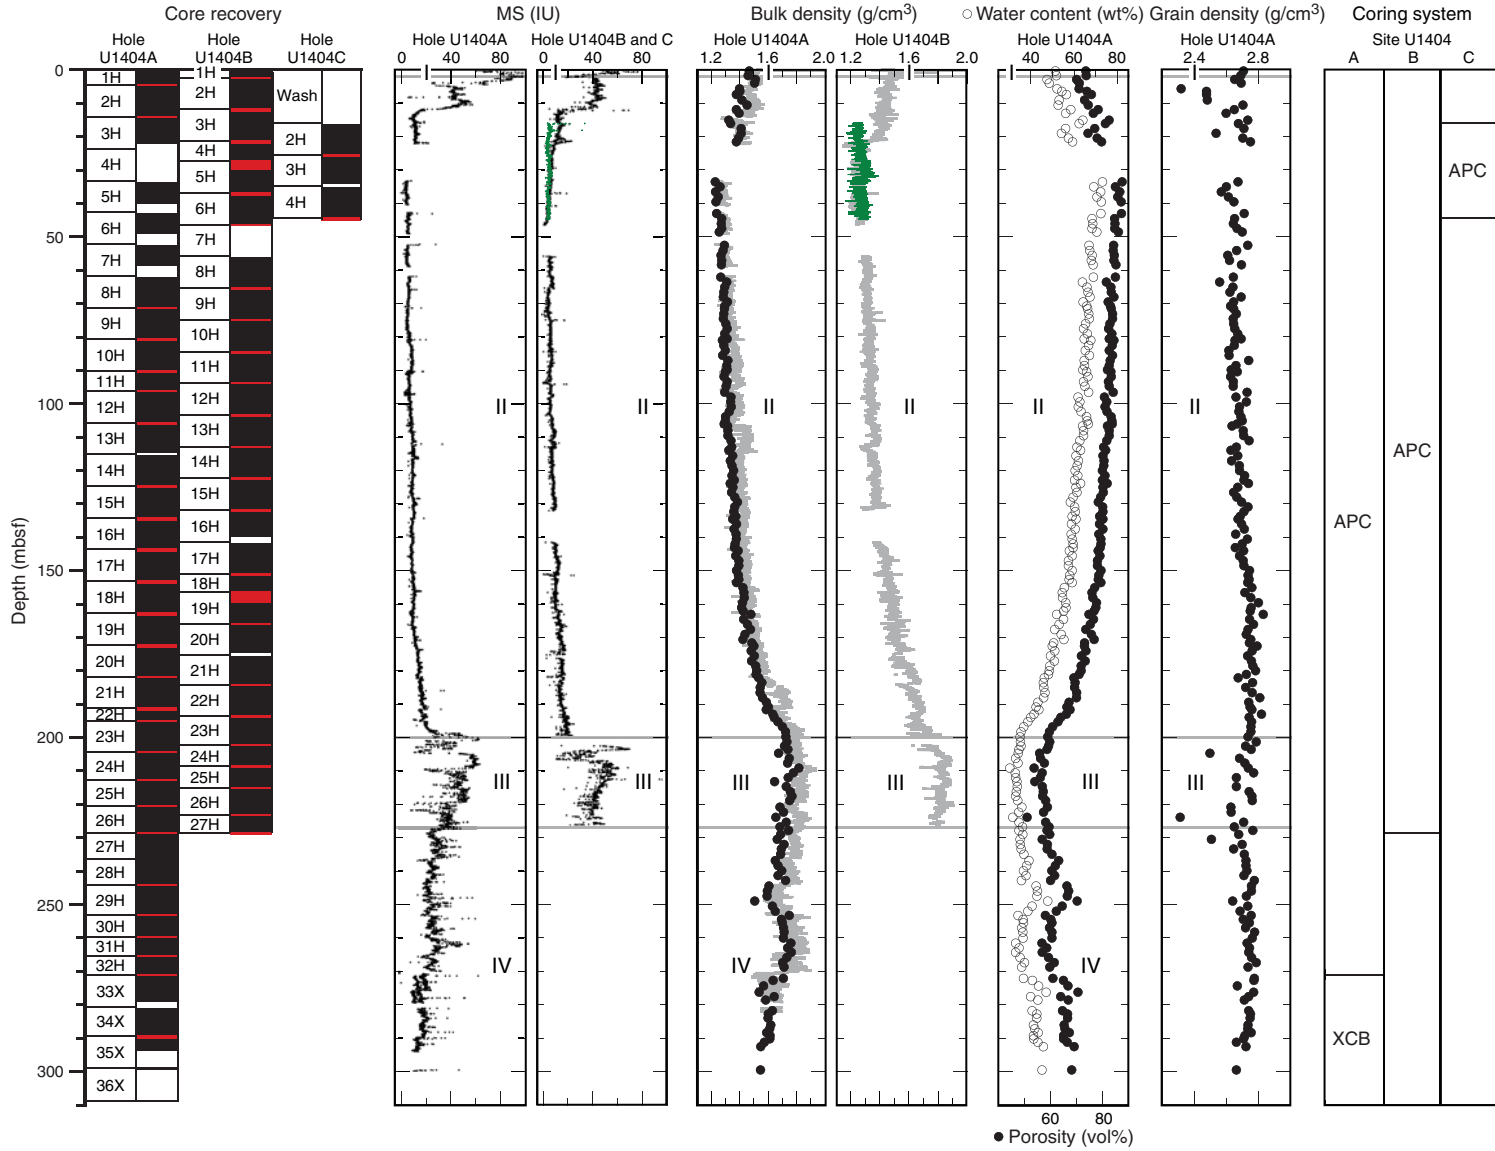 Core recovery
MS (IU)
Bulk density (g/cm³)
Water content (wt%)
Grain density (g/cm³)
Coring system
Hole U1404A
Hole U1404B
Hole U1404C
Hole U1404A
Hole U1404B and C
Hole U1404A
Hole U1404B
Hole U1404A
Hole U1404A
Site U1404
A B C
0 40 80
0 40 80
1.2 1.6 2.0
1.2 1.6 2.0
40 60 80
2.4 2.8
I I I I I I
Depth (mbsf)
0
50
100
150
200
250
300
1H
2H
3H
4H
5H
6H
7H
8H
9H
10H
11H
12H
13H
14H
15H
16H
17H
18H
19H
20H
21H
22H
23H
24H
25H
26H
27H
28H
29H
30H
31H
32H
33X
34X
35X
36X
1H
2H
3H
4H
5H
6H
7H
8H
9H
10H
11H
12H
13H
14H
15H
16H
17H
18H
19H
20H
21H
22H
23H
24H
25H
26H
27H
Wash
2H
3H
4H
II II II II II II
III III III III III III
IV IV IV
APC
XCB
APC
APC
60 80
Porosity (vol%)